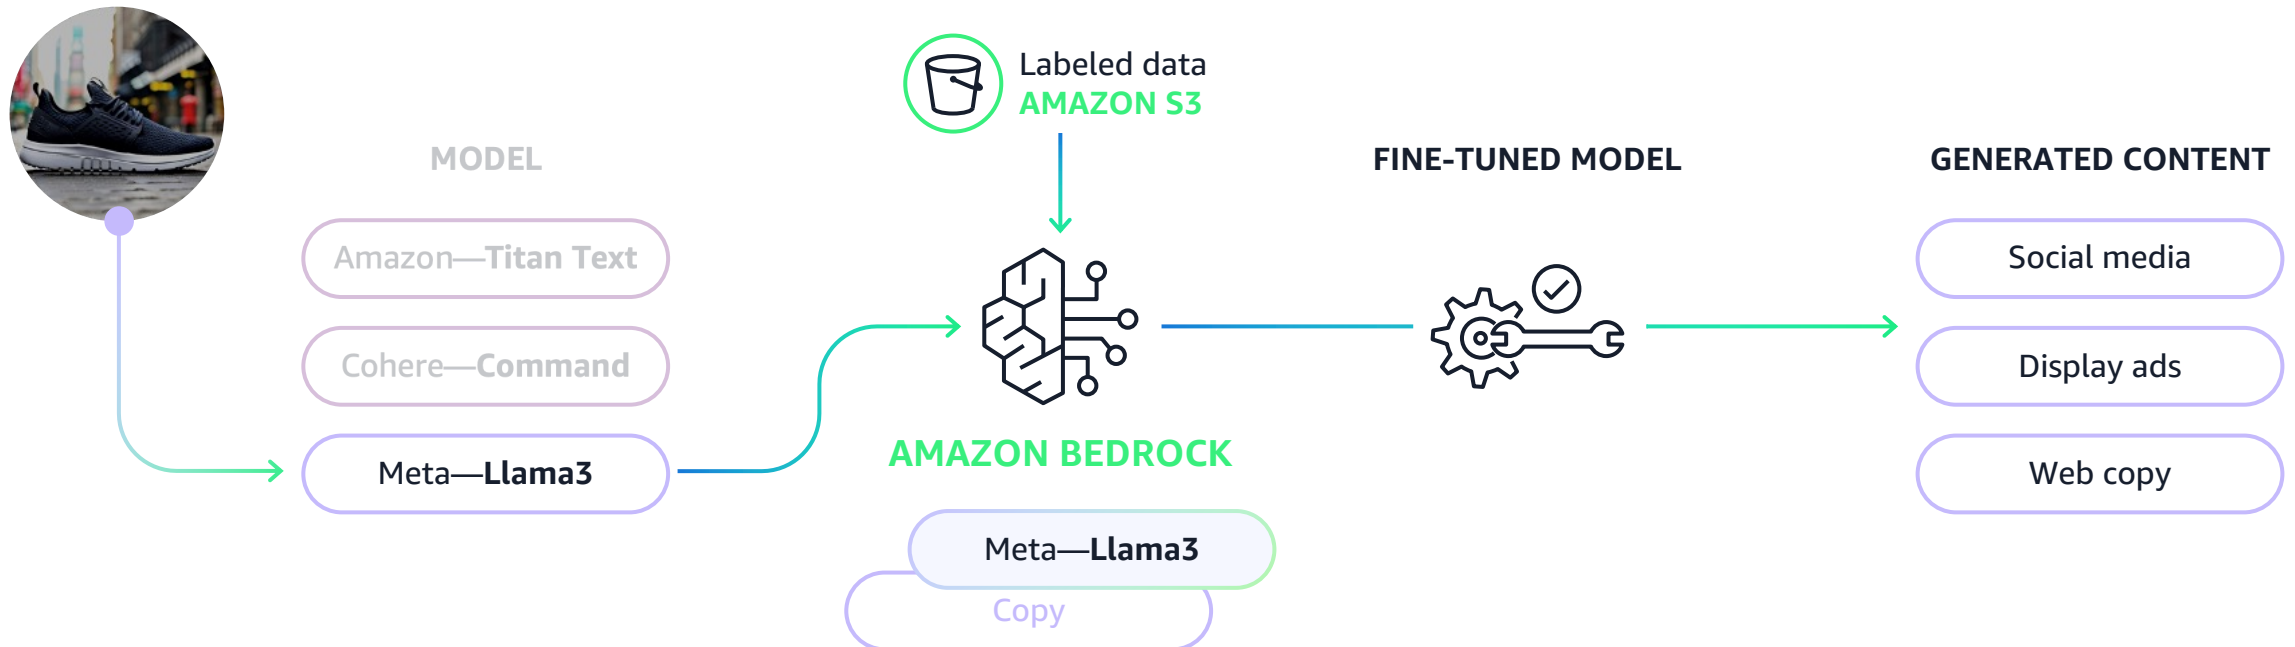 MODEL
Amazon—Titan Text
Cohere—Command
Meta—Llama3
Labeled data
AMAZON S3
AMAZON BEDROCK
Meta—Llama3
Copy
FINE-TUNED MODEL
GENERATED CONTENT
Social media
Display ads
Web copy